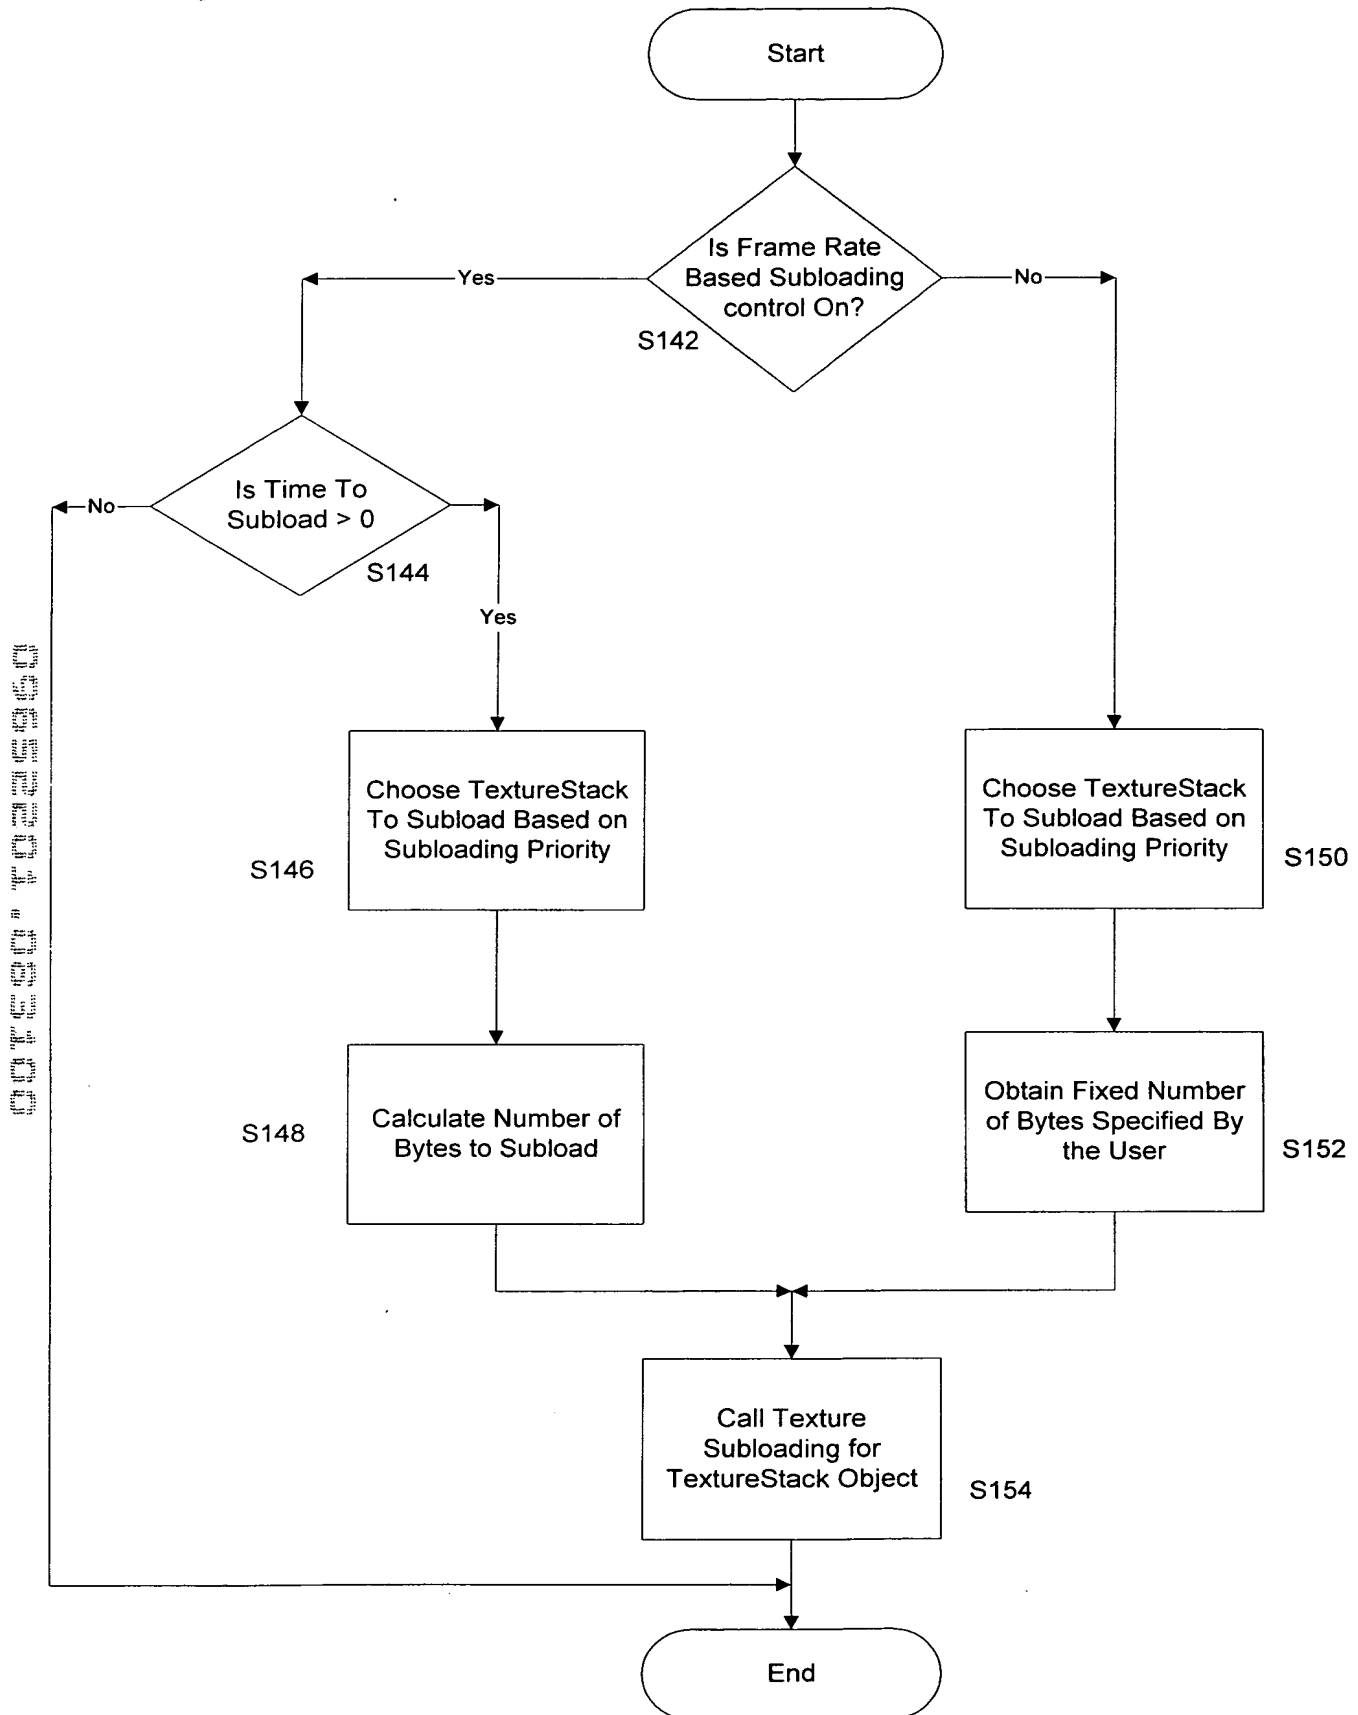 Start
Is Frame Rate
Based Subloading
control On?
Yes
No
S142
Is Time To
Subload > 0
No
S144
Yes
Choose TextureStack
To Subload Based on
Subloading Priority
S146
Choose TextureStack
To Subload Based on
Subloading Priority
S150
Calculate Number of
Bytes to Subload
S148
Obtain Fixed Number
of Bytes Specified By
the User
S152
Call Texture
Subloading for
TextureStack Object
S154
End